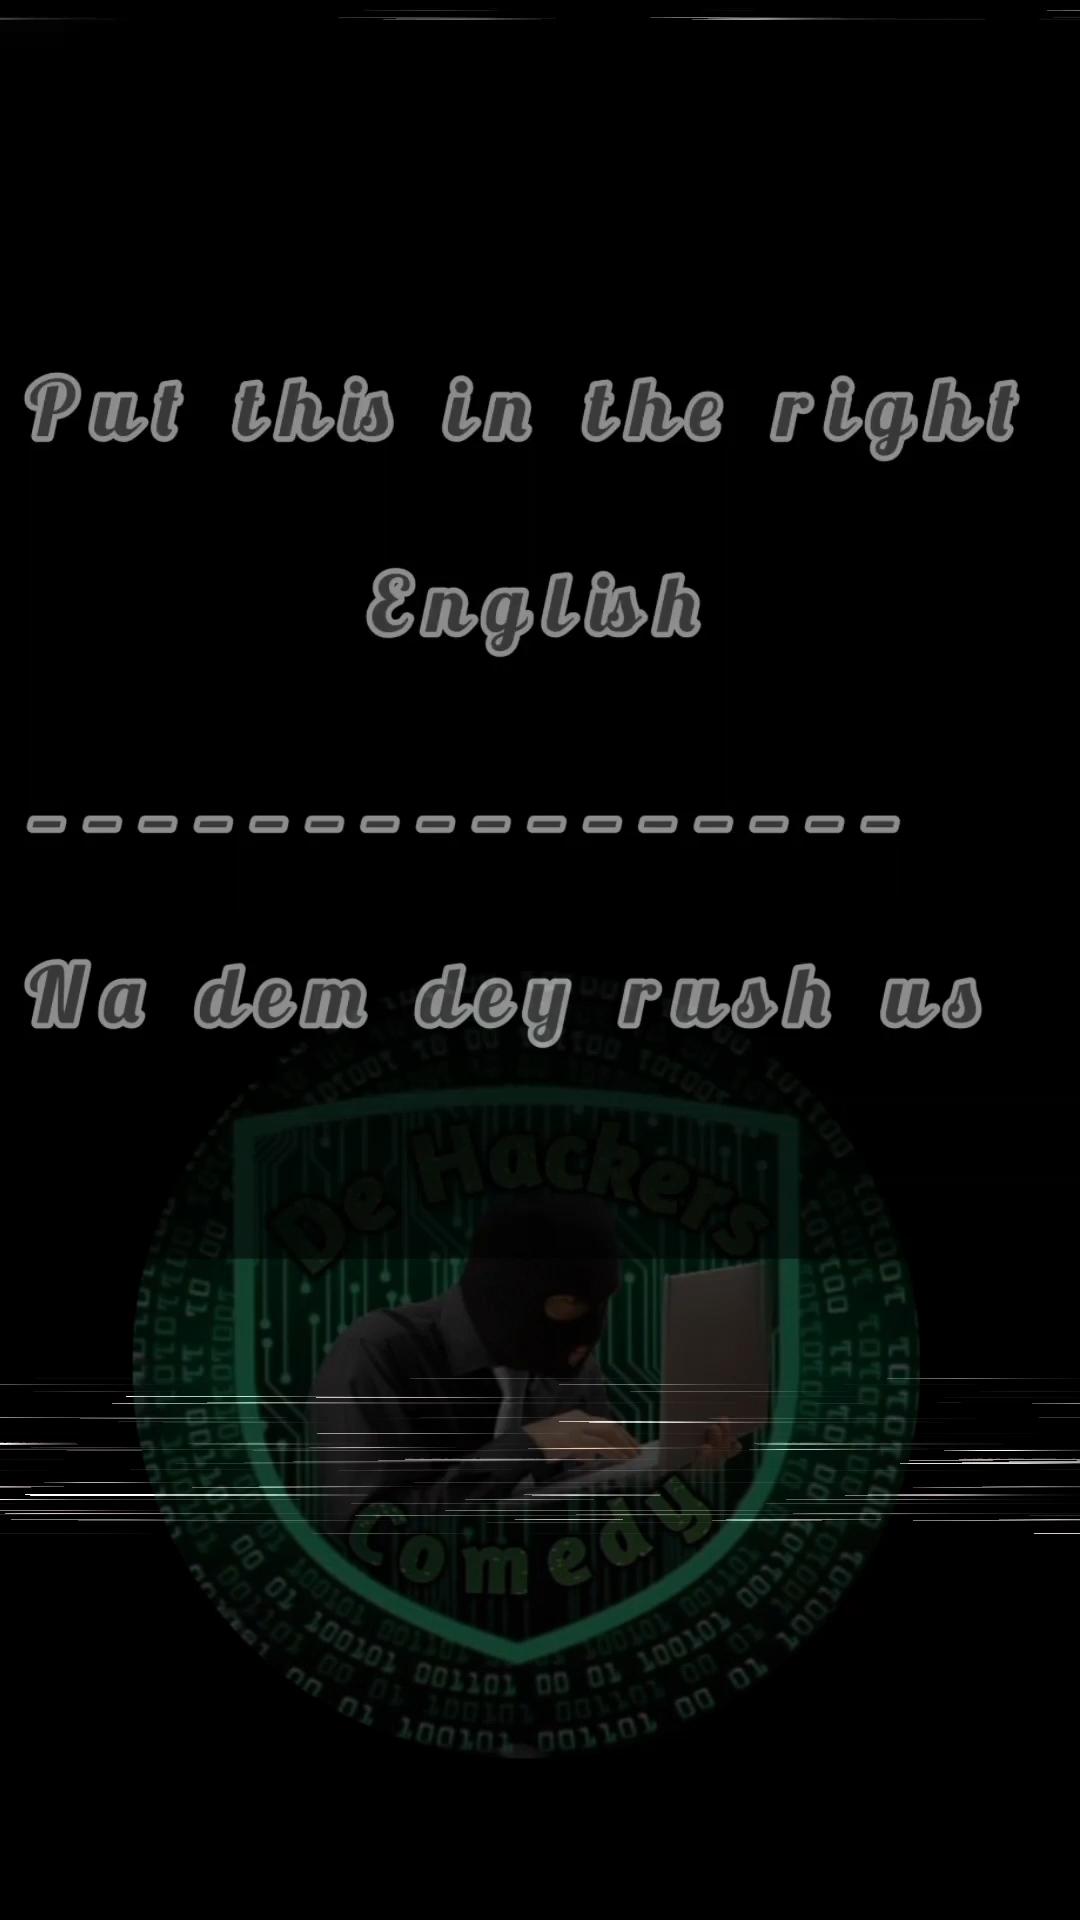 Put this in the right
English
----------------
Na dem dey rush us
De Hackers
Comedy